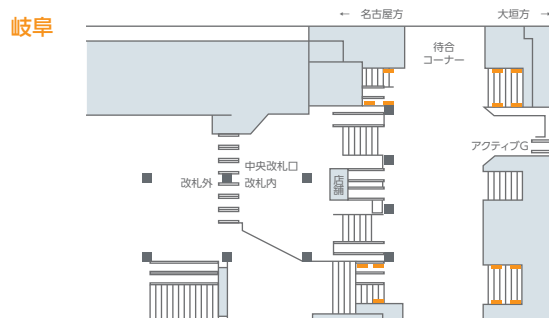 岐阜
← 名古屋方
大垣方 →
待合
コーナー
アクティブG
中央改札口
改札外
改札内
店舗